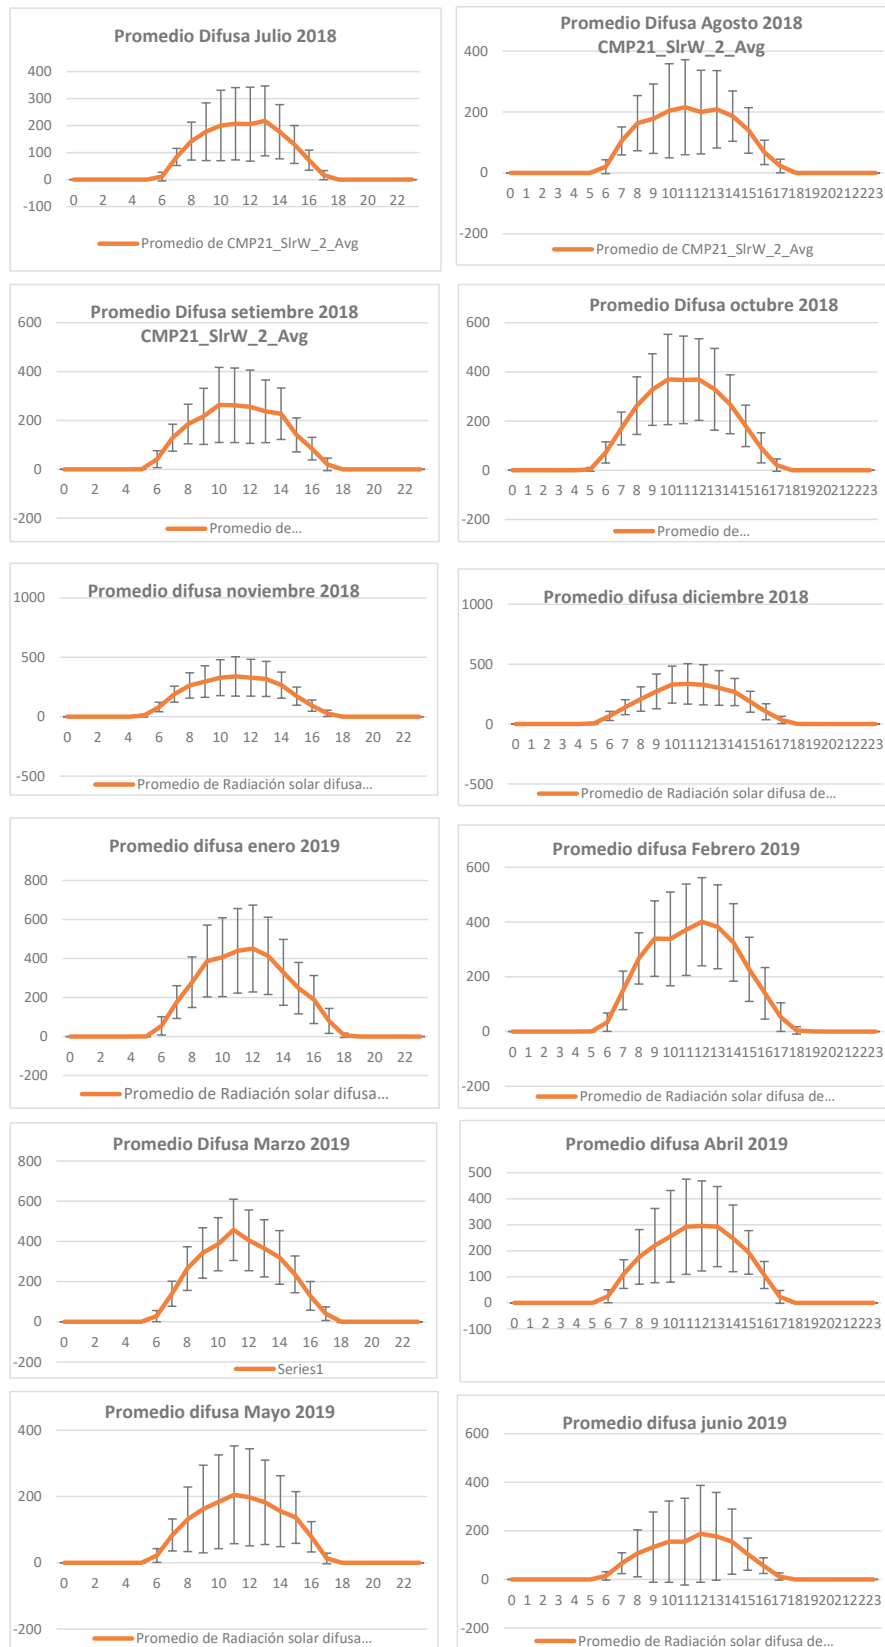 Promedio Difusa Julio 2018
400
300
200
100
0
-100
0 2 4 6 8 10 12 14 16 18 20 22
Promedio de CMP21_SlrW_2_Avg
Promedio Difusa Agosto 2018
CMP21_SlrW_2_Avg
400
200
0
-200
0 1 2 3 4 5 6 7 8 9 1011121314151617181920212223
Promedio de CMP21_SlrW_2_Avg
Promedio Difusa setiembre 2018
CMP21_SlrW_2_Avg
600
400
200
0
-200
0 2 4 6 8 10 12 14 16 18 20 22
Promedio de...
Promedio Difusa octubre 2018
600
400
200
0
-200
0 1 2 3 4 5 6 7 8 9 1011121314151617181920212223
Promedio de...
Promedio difusa noviembre 2018
1000
500
0
-500
0 2 4 6 8 10 12 14 16 18 20 22
Promedio de Radiación solar difusa...
Promedio difusa diciembre 2018
1000
500
0
-500
0 1 2 3 4 5 6 7 8 9 1011121314151617181920212223
Promedio de Radiación solar difusa de...
Promedio difusa enero 2019
800
600
400
200
0
-200
0 2 4 6 8 10 12 14 16 18 20 22
Promedio de Radiación solar difusa...
Promedio difusa Febrero 2019
600
400
200
0
-200
0 1 2 3 4 5 6 7 8 9 1011121314151617181920212223
Promedio de Radiación solar difusa de...
Promedio Difusa Marzo 2019
800
600
400
200
0
-200
0 2 4 6 8 10 12 14 16 18 20 22
Series1
Promedio difusa Abril 2019
500
400
300
200
100
0
-100
0 1 2 3 4 5 6 7 8 9 1011121314151617181920212223
Promedio difusa Mayo 2019
400
200
0
-200
0 2 4 6 8 10 12 14 16 18 20 22
Promedio de Radiación solar difusa...
Promedio difusa junio 2019
600
400
200
0
-200
0 1 2 3 4 5 6 7 8 9 1011121314151617181920212223
Promedio de Radiación solar difusa de...